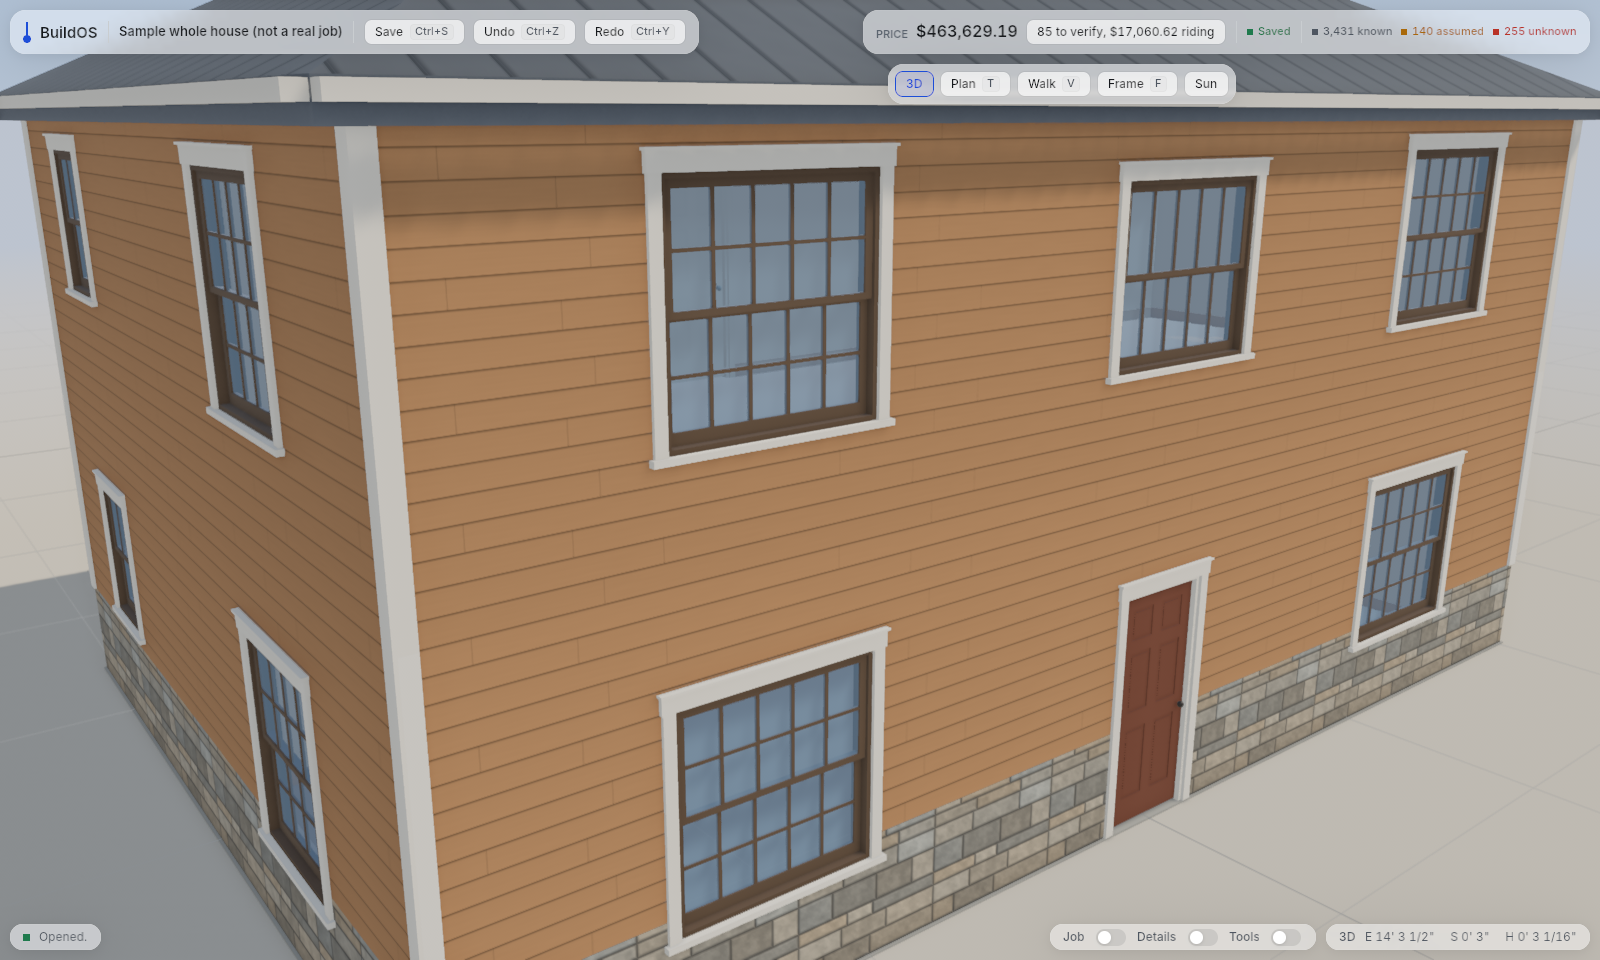 BuildOS
Sample whole house (not a real job)
Save Ctrl+S
Undo Ctrl+Z
Redo Ctrl+Y
PRICE $463,629.19
85 to verify, $17,060.62 riding
Saved
3,431 known
140 assumed
255 unknown
3D
Plan T
Walk V
Frame F
Sun
Opened.
Job
Details
Tools
3D E 14' 3 1/2" S 0' 3" H 0' 3 1/16"